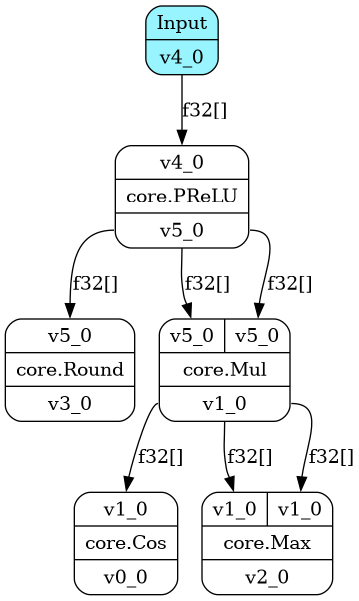 Input
v4_0
f32[]
v4_0
core.PReLU
v5_0
f32[] f32[] f32[]
v5_0
core.Round
v3_0
v5_0 v5_0
core.Mul
v1_0
f32[] f32[] f32[]
v1_0
core.Cos
v0_0
v1_0 v1_0
core.Max
v2_0